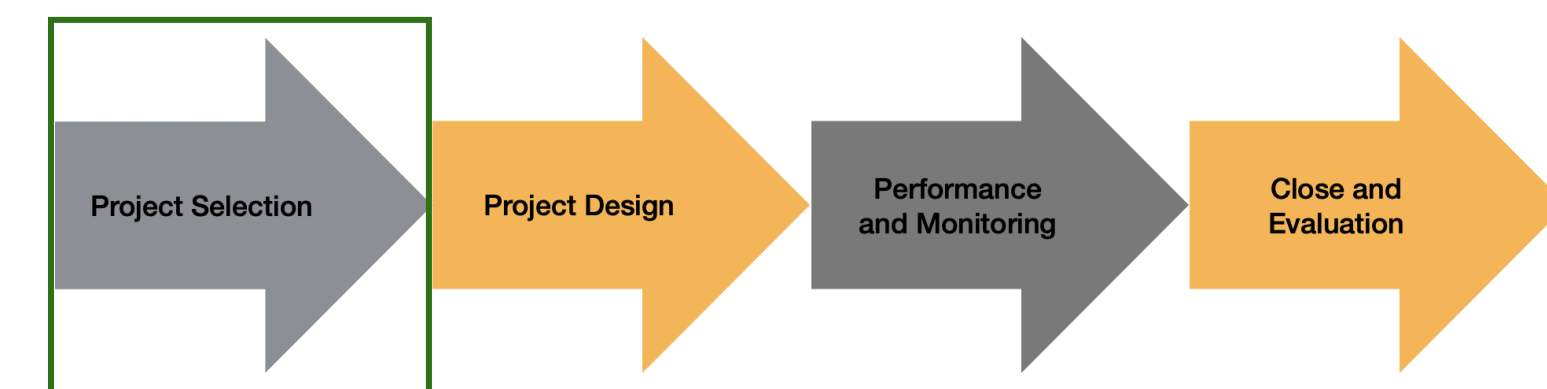 Project Selection
Project Design
Performance
and Monitoring
Close and
Evaluation